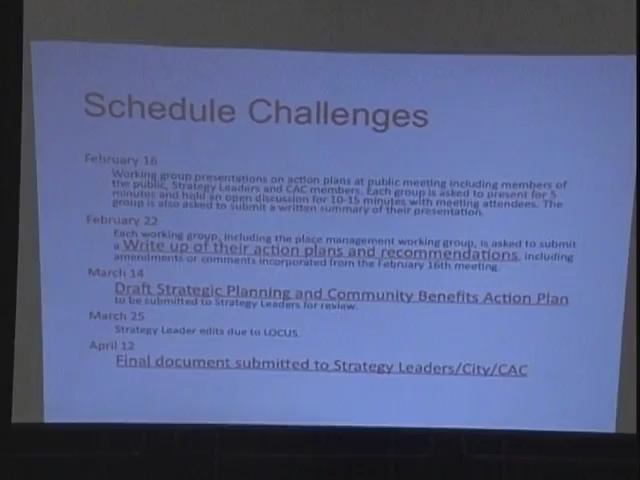 Schedule Challenges
February 16
Working group presentations on action plans at public meeting including members of
the public, Strategy Leaders and CAC members. Each group is asked to present for 5
minutes and hold an open discussion for 10-15 minutes with meeting attendees. The
group is also asked to submit a written summary of their presentation.
February 22
Each working group, including the place management working group, is asked to submit
a Write up of their action plans and recommendations, including
amendments or comments incorporated from the February 16th meeting.
March 14
Draft Strategic Planning and Community Benefits Action Plan
to be submitted to Strategy Leaders for review.
March 25
Strategy Leader edits due to LOCUS.
April 12
Final document submitted to Strategy Leaders/City/CAC